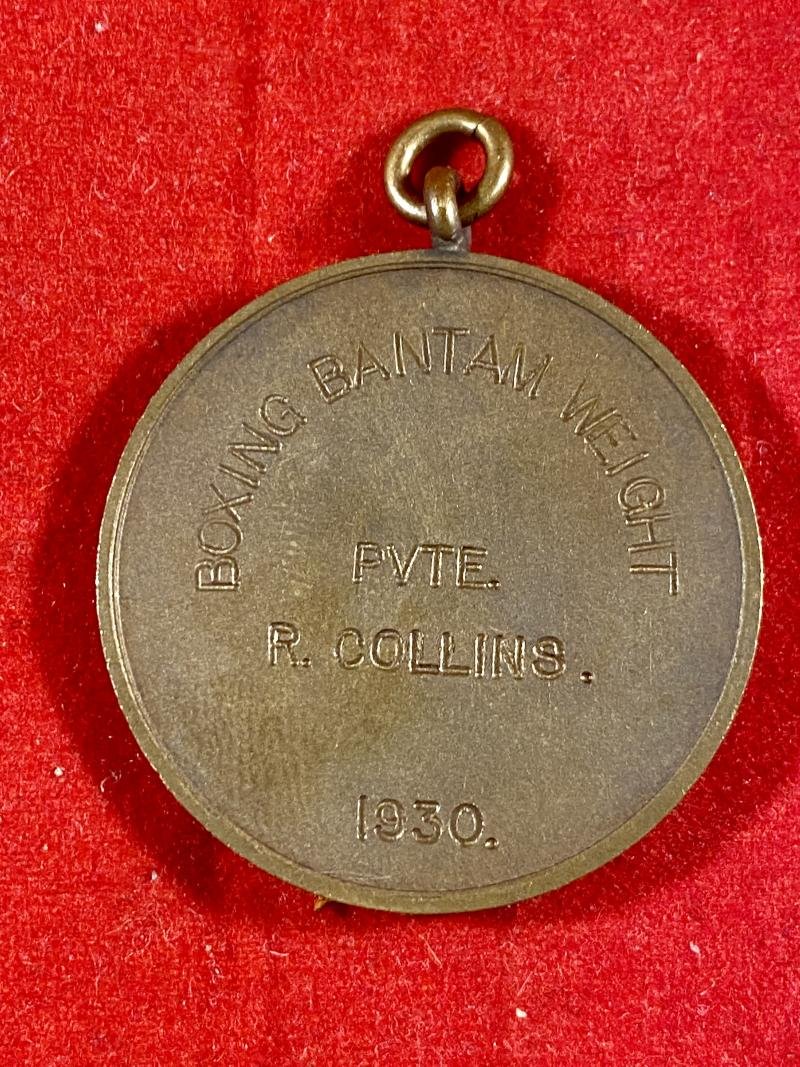 BOXING BANTAM WEIGHT
PVTE.
R. COLLINS.
1930.